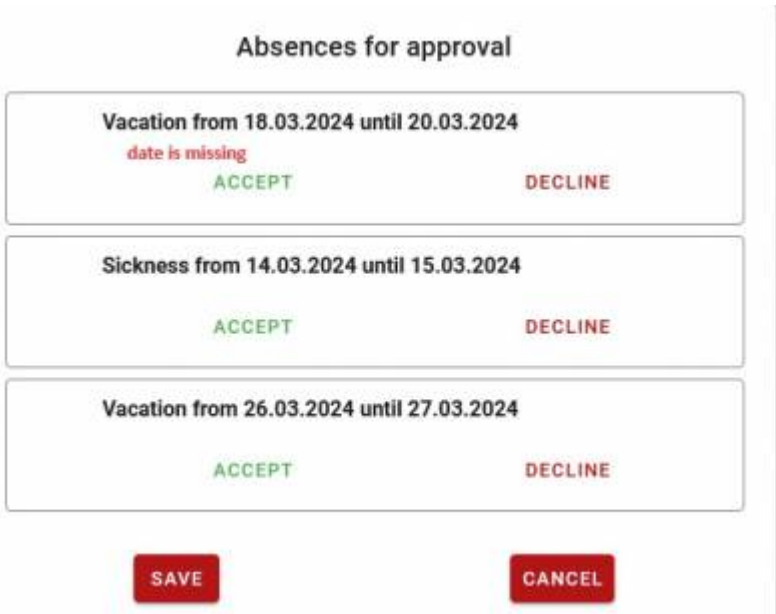 Absences for approval
Vacation from 18.03.2024 until 20.03.2024
date is missing
ACCEPT DECLINE
Sickness from 14.03.2024 until 15.03.2024
ACCEPT DECLINE
Vacation from 26.03.2024 until 27.03.2024
ACCEPT DECLINE
SAVE CANCEL